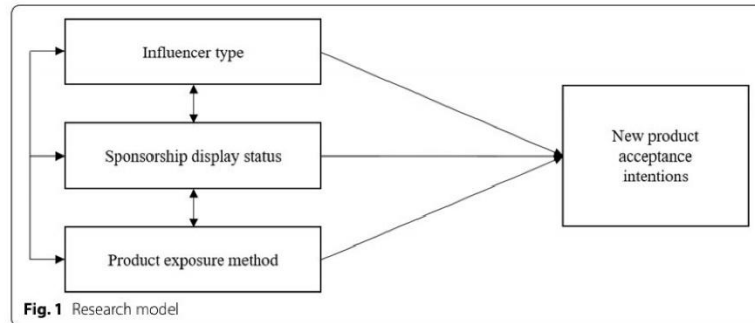 Influencer type
Sponsorship display status
Product exposure method
New product
acceptance
intentions
Fig. 1 Research model